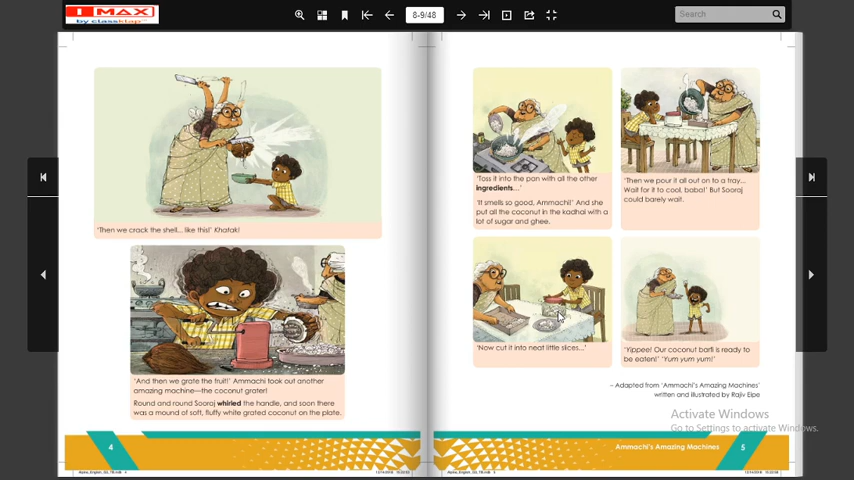 I MAX
by classklap
8-9/48
Search
'Then we crack the shell... like this!' Khatak!
'And then we grate the fruit!' Ammachi took out another
amazing machine—the coconut grater!
Round and round Sooraj whirled the handle, and soon there
was a mound of soft, fluffy white grated coconut on the plate.
4
'Toss it into the pan with all the other
ingredients...'
'It smells so good, Ammachi!' And she
put all the coconut in the kadhai with a
lot of sugar and ghee.
'Then we pour it all out on to a tray...
Wait for it to cool, baba!' But Sooraj
could barely wait.
'Now cut it into neat little slices...'
'Yippee! Our coconut barfi is ready to
be eaten!' 'Yum yum yum!'
– Adapted from 'Ammachi's Amazing Machines'
written and illustrated by Rajiv Eipe
Activate Windows
Go to Settings to activate Windows.
Ammachi's Amazing Machines
5